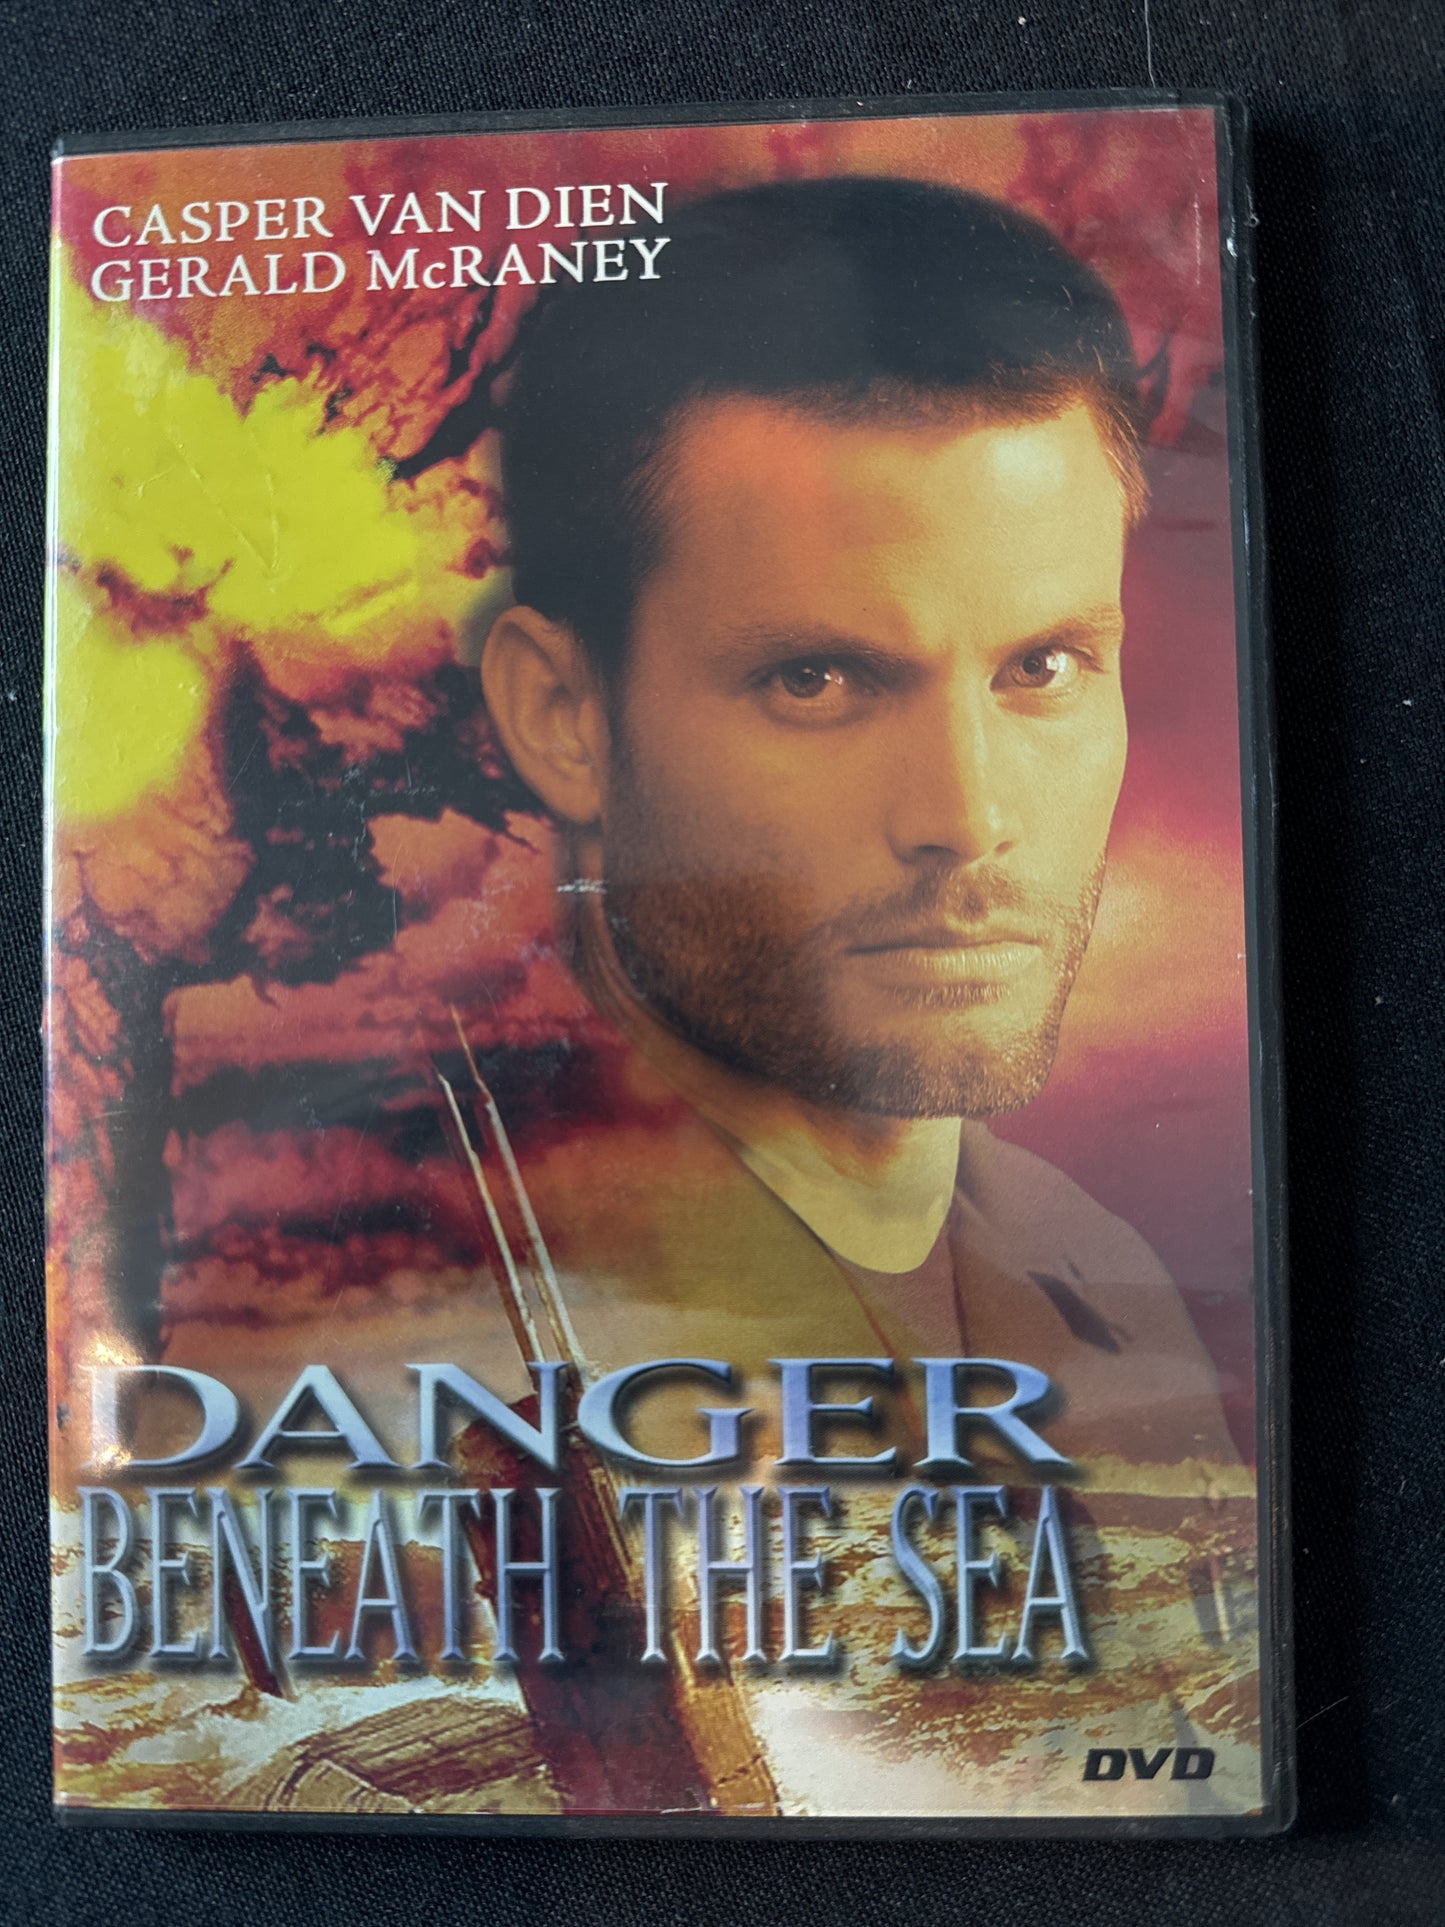 CASPER VAN DIEN
GERALD McRANEY
DANGER
BENEATH THE SEA
DVD